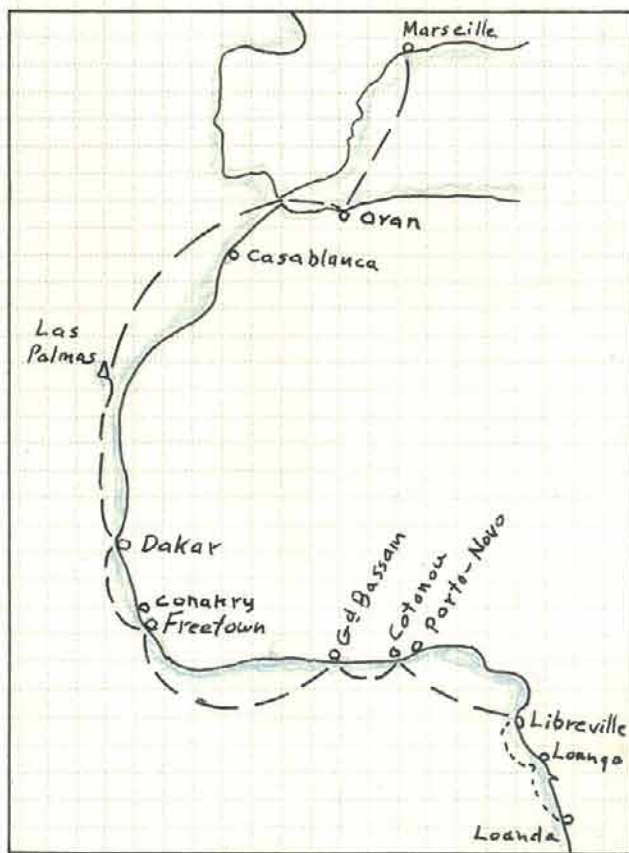 Marseille
Oran
Casablanca
Las
Palmas
Dakar
Conakry
Freetown
Gd Bassam
Cotonou
Porto-Novo
Libreville
Loango
Loanda